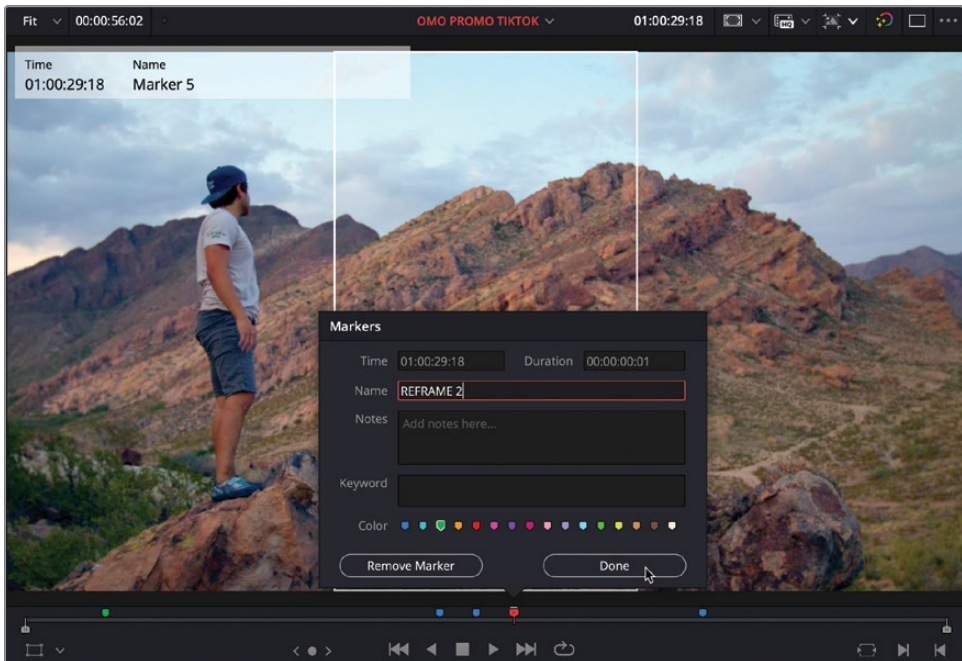 Fit 00:00:56:02 OMO PROMO TIKTOK 01:00:29:18 HQ
Time Name
01:00:29:18 Marker 5
Markers
Time 01:00:29:18 Duration 00:00:00:01
Name REFRAME 2
Notes Add notes here...
Keyword
Color
Remove Marker Done